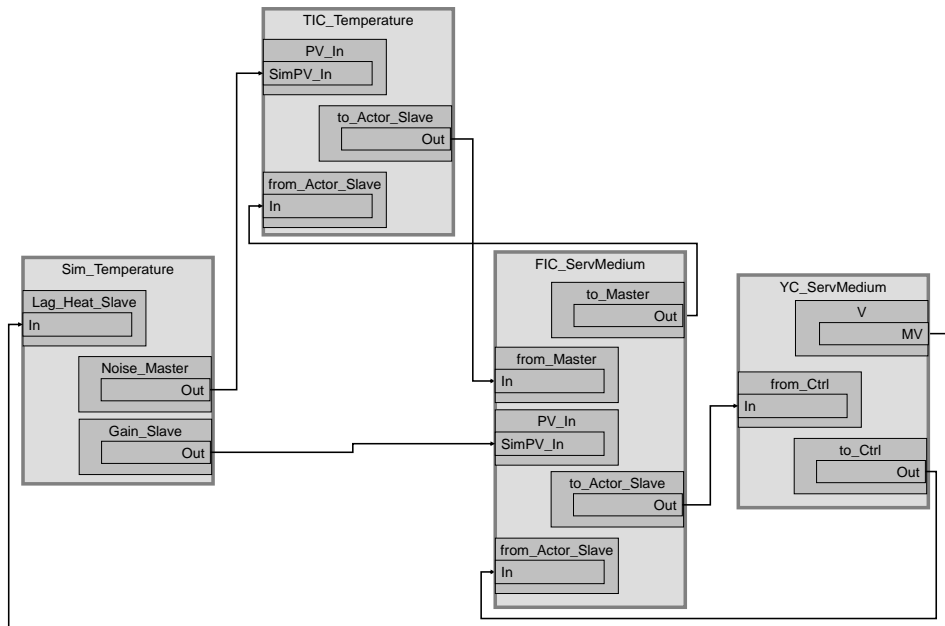 TIC_Temperature
PV_In
SimPV_In
to_Actor_Slave
Out
from_Actor_Slave
In
Sim_Temperature
Lag_Heat_Slave
In
Noise_Master
Out
Gain_Slave
Out
FIC_ServMedium
to_Master
Out
from_Master
In
PV_In
SimPV_In
to_Actor_Slave
Out
from_Actor_Slave
In
YC_ServMedium
V
MV
from_Ctrl
In
to_Ctrl
Out